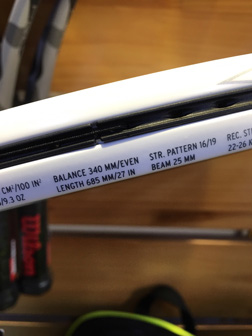 CM²/100 IN²
/9.3 OZ
BALANCE 340 MM/EVEN
LENGTH 685 MM/27 IN
STR. PATTERN 16/19
BEAM 25 MM
REC. ST
22-26 K
Wilson